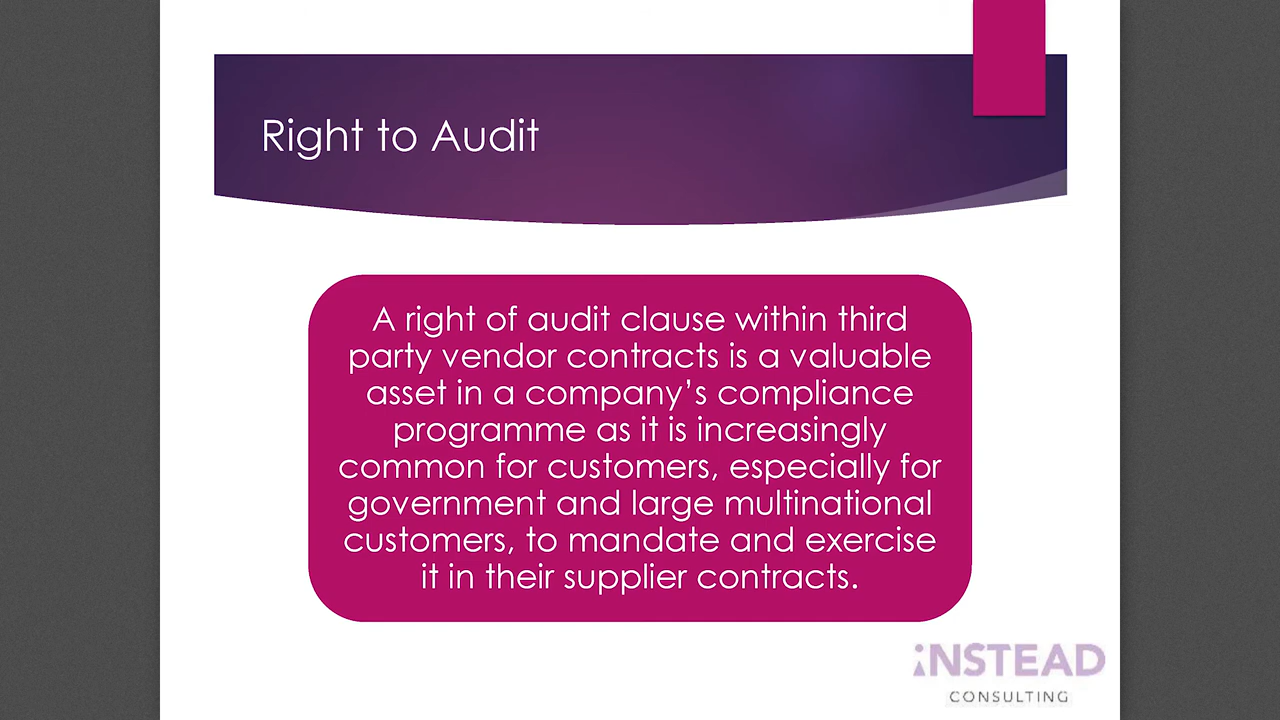 Right to Audit
A right of audit clause within third
party vendor contracts is a valuable
asset in a company’s compliance
programme as it is increasingly
common for customers, especially for
government and large multinational
customers, to mandate and exercise
it in their supplier contracts.
iNSTEAD
CONSULTING